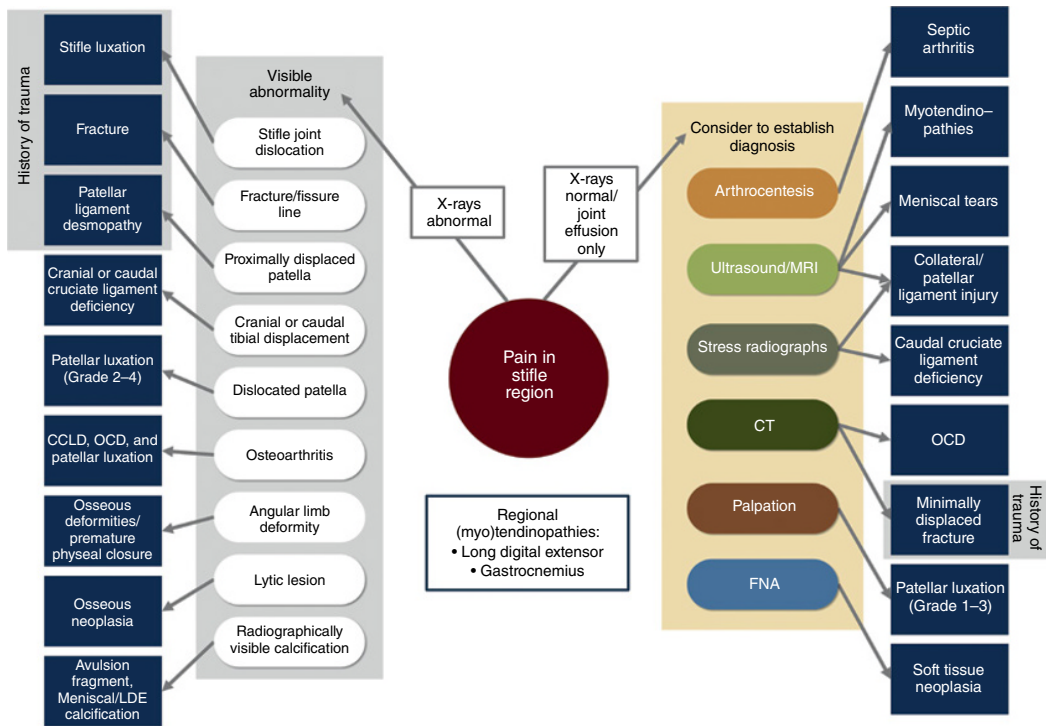 History of trauma
Stifle luxation
Fracture
Patellar
ligament
desmopathy
Cranial or caudal
cruciate ligament
deficiency
Patellar luxation
(Grade 2–4)
CCLD, OCD, and
patellar luxation
Osseous
deformities/
premature
physeal closure
Osseous
neoplasia
Avulsion
fragment,
Meniscal/LDE
calcification
Visible
abnormality
Stifle joint
dislocation
Fracture/fissure
line
Proximally displaced
patella
Cranial or caudal
tibial displacement
Dislocated patella
Osteoarthritis
Angular limb
deformity
Lytic lesion
Radiographically
visible calcification
X-rays
abnormal
X-rays
normal/
joint
effusion
only
Pain in
stifle
region
Regional
(myo)tendinopathies:
• Long digital extensor
• Gastrocnemius
Consider to establish
diagnosis
Arthrocentesis
Ultrasound/MRI
Stress radiographs
CT
Palpation
FNA
Septic
arthritis
Myotendino–
pathies
Meniscal tears
Collateral/
patellar
ligament injury
Caudal cruciate
ligament
deficiency
OCD
Minimally
displaced
fracture
History of
trauma
Patellar luxation
(Grade 1–3)
Soft tissue
neoplasia